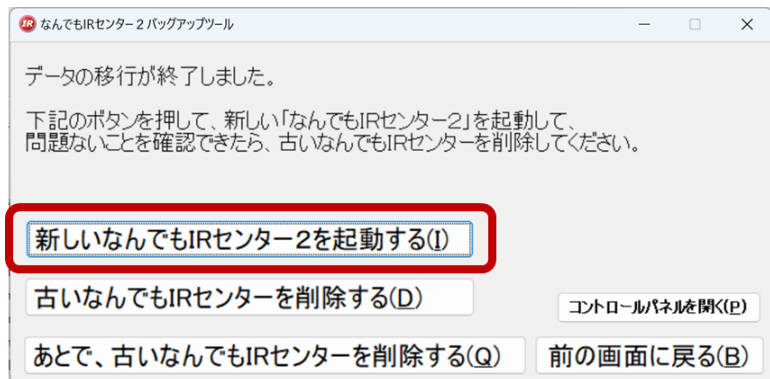 IR なんでもIRセンター2 バッグアップツール
データの移行が終了しました。
下記のボタンを押して、新しい「なんでもIRセンター2」を起動して、
問題ないことを確認できたら、古いなんでもIRセンターを削除してください。
新しいなんでもIRセンター2を起動する(I)
古いなんでもIRセンターを削除する(D)
コントロールパネルを開く(P)
あとで、古いなんでもIRセンターを削除する(Q)
前の画面に戻る(B)